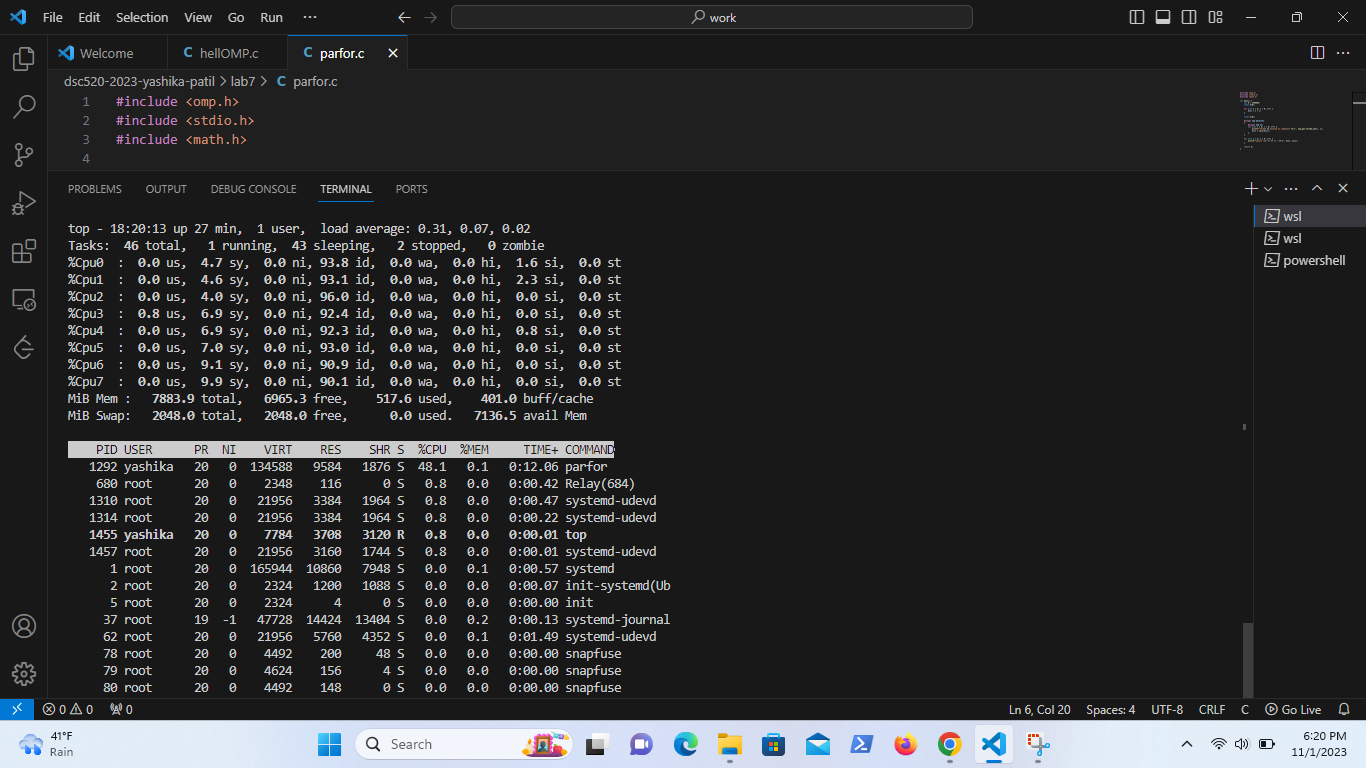 File Edit Selection View Go Run ··· work
Welcome hellOMP.c parfor.c
dsc520-2023-yashika-patil > lab7 > C parfor.c
1 #include <omp.h>
2 #include <stdio.h>
3 #include <math.h>
4
PROBLEMS OUTPUT DEBUG CONSOLE TERMINAL PORTS
wsl
wsl
powershell
top - 18:20:13 up 27 min,  1 user,  load average: 0.31, 0.07, 0.02
Tasks:  46 total,   1 running,  43 sleeping,   2 stopped,   0 zombie
%Cpu0  :  0.0 us,  4.7 sy,  0.0 ni, 93.8 id,  0.0 wa,  0.0 hi,  1.6 si,  0.0 st
%Cpu1  :  0.0 us,  4.6 sy,  0.0 ni, 93.1 id,  0.0 wa,  0.0 hi,  2.3 si,  0.0 st
%Cpu2  :  0.0 us,  4.0 sy,  0.0 ni, 96.0 id,  0.0 wa,  0.0 hi,  0.0 si,  0.0 st
%Cpu3  :  0.8 us,  6.9 sy,  0.0 ni, 92.4 id,  0.0 wa,  0.0 hi,  0.0 si,  0.0 st
%Cpu4  :  0.0 us,  6.9 sy,  0.0 ni, 92.3 id,  0.0 wa,  0.0 hi,  0.8 si,  0.0 st
%Cpu5  :  0.0 us,  7.0 sy,  0.0 ni, 93.0 id,  0.0 wa,  0.0 hi,  0.0 si,  0.0 st
%Cpu6  :  0.0 us,  9.1 sy,  0.0 ni, 90.9 id,  0.0 wa,  0.0 hi,  0.0 si,  0.0 st
%Cpu7  :  0.0 us,  9.9 sy,  0.0 ni, 90.1 id,  0.0 wa,  0.0 hi,  0.0 si,  0.0 st
MiB Mem :   7883.9 total,   6965.3 free,    517.6 used,    401.0 buff/cache
MiB Swap:   2048.0 total,   2048.0 free,      0.0 used.   7136.5 avail Mem
PID USER PR NI VIRT RES SHR S %CPU %MEM TIME+ COMMAND
1292 yashika 20 0 134588 9584 1876 S 48.1 0.1 0:12.06 parfor
680 root 20 0 2348 116 0 S 0.8 0.0 0:00.42 Relay(684)
1310 root 20 0 21956 3384 1964 S 0.8 0.0 0:00.47 systemd-udevd
1314 root 20 0 21956 3384 1964 S 0.8 0.0 0:00.22 systemd-udevd
1455 yashika 20 0 7784 3708 3120 R 0.8 0.0 0:00.01 top
1457 root 20 0 21956 3160 1744 S 0.8 0.0 0:00.01 systemd-udevd
1 root 20 0 165944 10860 7948 S 0.0 0.1 0:00.57 systemd
2 root 20 0 2324 1200 1088 S 0.0 0.0 0:00.07 init-systemd(Ub
5 root 20 0 2324 4 0 S 0.0 0.0 0:00.00 init
37 root 19 -1 47728 14424 13404 S 0.0 0.2 0:00.13 systemd-journal
62 root 20 0 21956 5760 4352 S 0.0 0.1 0:01.49 systemd-udevd
78 root 20 0 4492 200 48 S 0.0 0.0 0:00.00 snapfuse
79 root 20 0 4624 156 4 S 0.0 0.0 0:00.00 snapfuse
80 root 20 0 4492 148 0 S 0.0 0.0 0:00.00 snapfuse
0 0 0 Ln 6, Col 20 Spaces: 4 UTF-8 CRLF C Go Live
41°F
Rain
Search
6:20 PM
11/1/2023